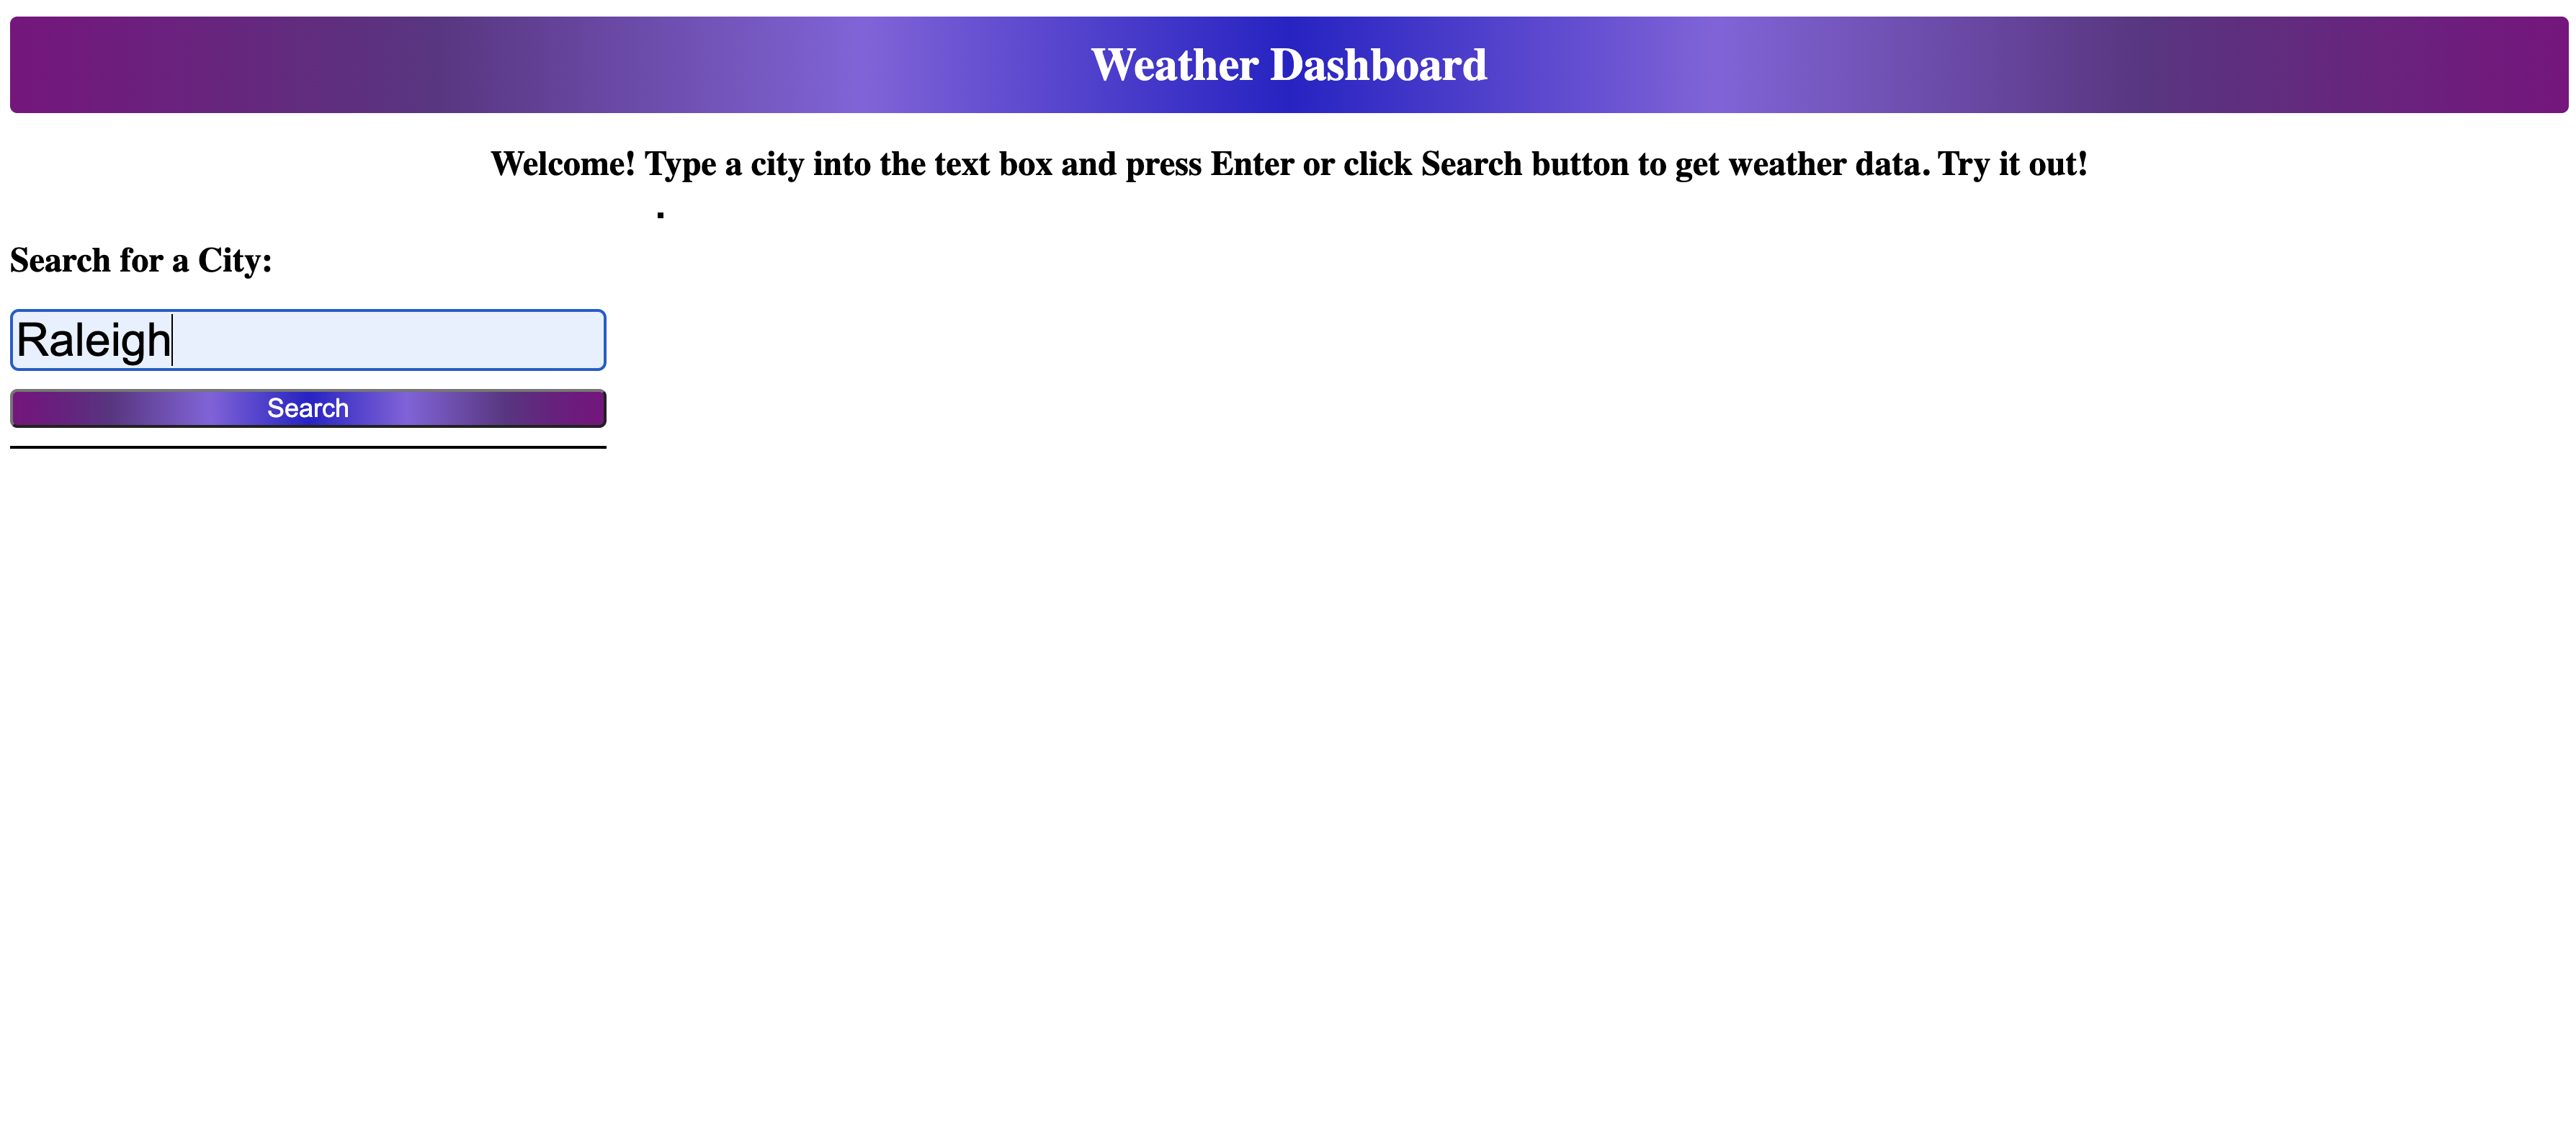 Weather Dashboard
Welcome! Type a city into the text box and press Enter or click Search button to get weather data. Try it out!
Search for a City:
Raleigh
Search